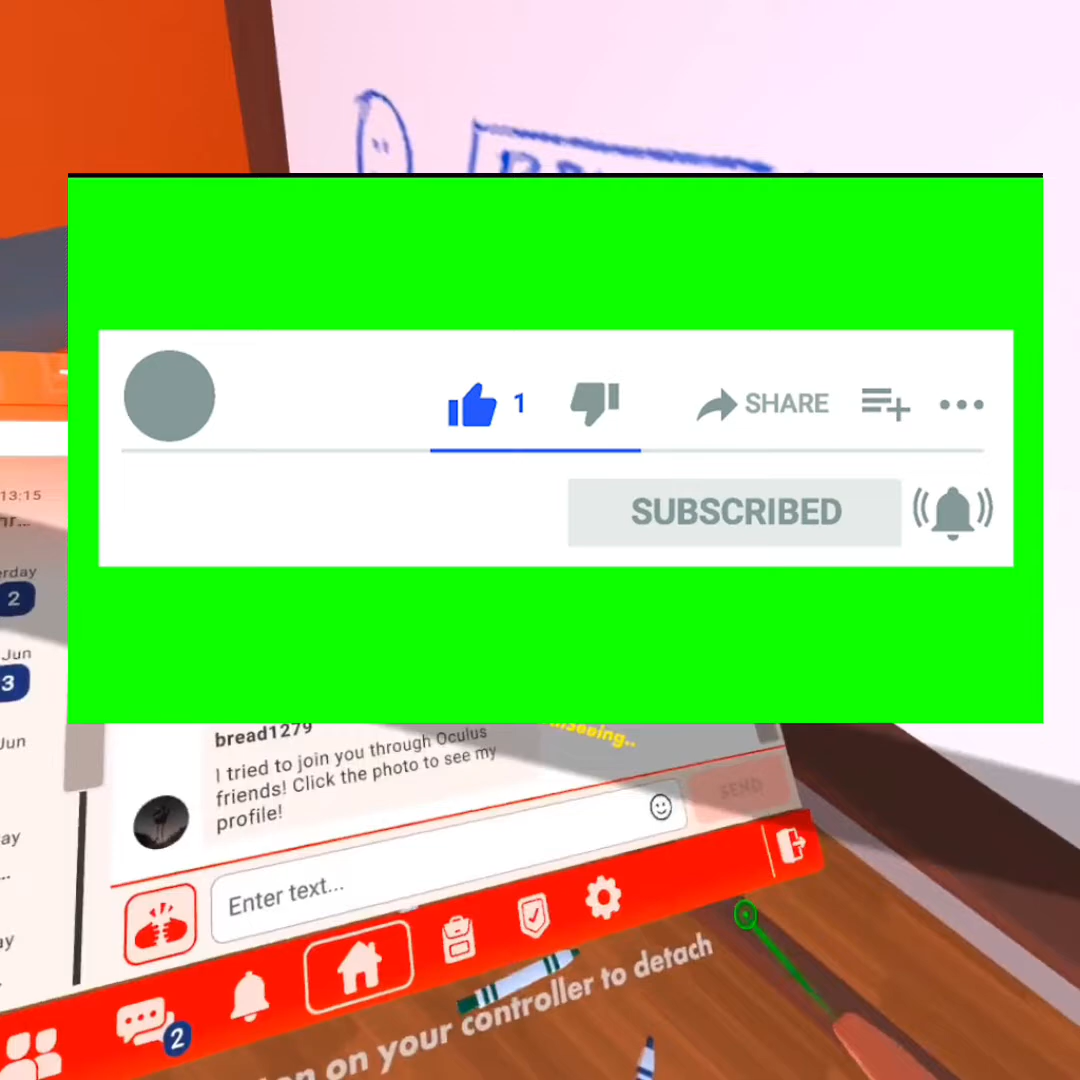 1
SHARE
SUBSCRIBED
13:15
2
Jun
3
Jun
bread1279
I tried to join you through Oculus
friends! Click the photo to see my
profile!
SEND
Enter text...
2
on your controller to detach